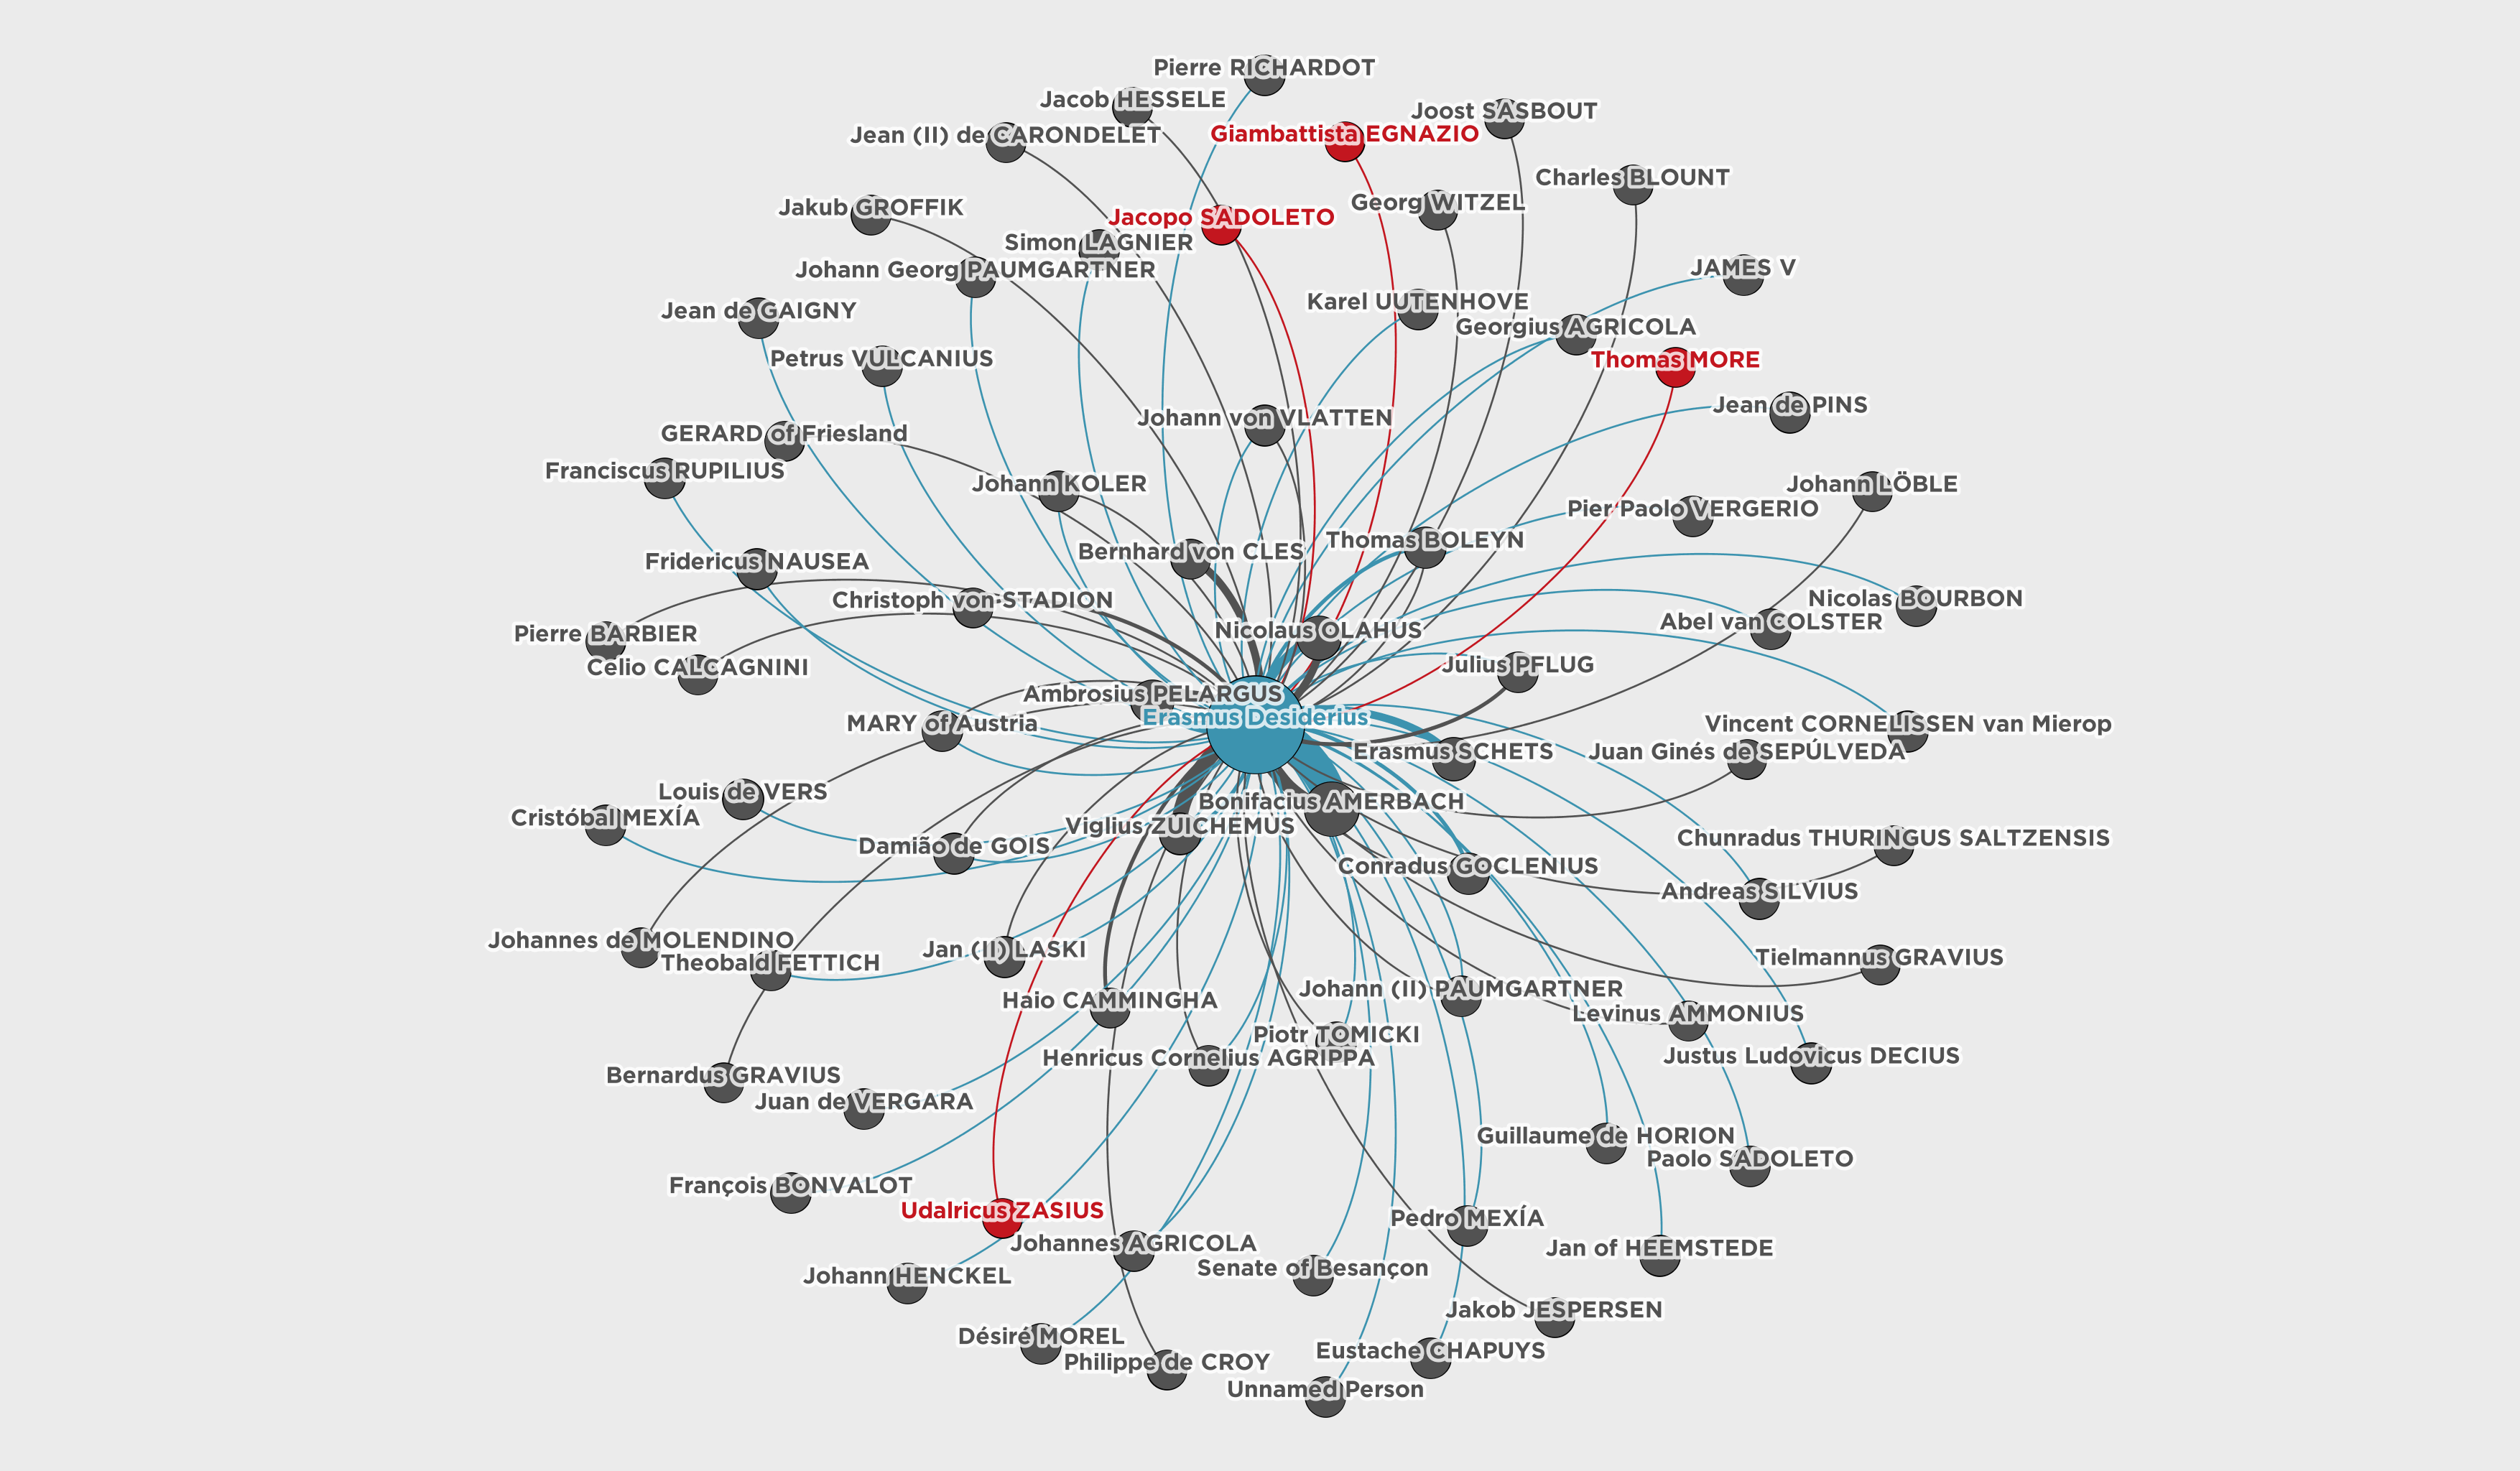 Pierre RICHARDOT
Jacob HESSELE
Joost SASBOUT
Jean (II) de CARONDELET
Giambattista EGNAZIO
Charles BLOUNT
Jakub GROFFIK
Jacopo SADOLETO
Georg WITZEL
Simon LAGNIER
Johann Georg PAUMGARTNER
JAMES V
Jean de GAIGNY
Karel UUTENHOVE
Georgius AGRICOLA
Petrus VULCANIUS
Thomas MORE
Jean de PINS
Johann von VLATTEN
GERARD of Friesland
Franciscus RUPILIUS
Johann KOLER
Johann LÖBLE
Pier Paolo VERGERIO
Thomas BOLEYN
Bernhard von CLES
Fridericus NAUSEA
Christoph von STADION
Nicolas BOURBON
Abel van COLSTER
Pierre BARBIER
Nicolaus OLAHUS
Celio CALCAGNINI
Julius PFLUG
Ambrosius PELARGUS
Erasmus Desiderius
MARY of Austria
Vincent CORNELISSEN van Mierop
Erasmus SCHETS
Juan Ginés de SEPÚLVEDA
Louis de VERS
Bonifacius AMERBACH
Cristóbal MEXÍA
Viglius ZUICHEMUS
Chunradus THURINGUS SALTZENSIS
Damião de GOIS
Conradus GOCLENIUS
Andreas SILVIUS
Johannes de MOLENDINO
Jan (II) LASKI
Tielmannus GRAVIUS
Theobald FETTICH
Johann (II) PAUMGARTNER
Haio CAMMINGHA
Levinus AMMONIUS
Piotr TOMICKI
Henricus Cornelius AGRIPPA
Justus Ludovicus DECIUS
Bernardus GRAVIUS
Juan de VERGARA
Guillaume de HORION
Paolo SADOLETO
François BONVALOT
Udalricus ZASIUS
Pedro MEXÍA
Johannes AGRICOLA
Jan of HEEMSTEDE
Senate of Besançon
Johann HENCKEL
Jakob JESPERSEN
Désiré MOREL
Eustache CHAPUYS
Philippe de CROY
Unnamed Person